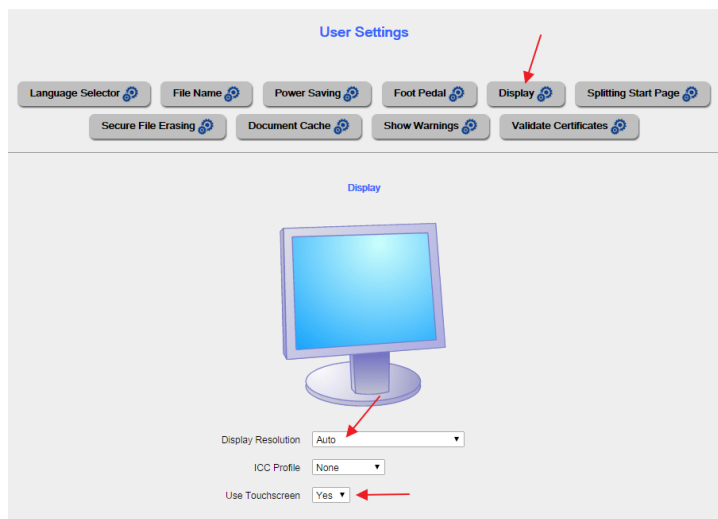 User Settings
Language Selector File Name Power Saving Foot Pedal Display Splitting Start Page
Secure File Erasing Document Cache Show Warnings Validate Certificates
Display
Display Resolution Auto
ICC Profile None
Use Touchscreen Yes